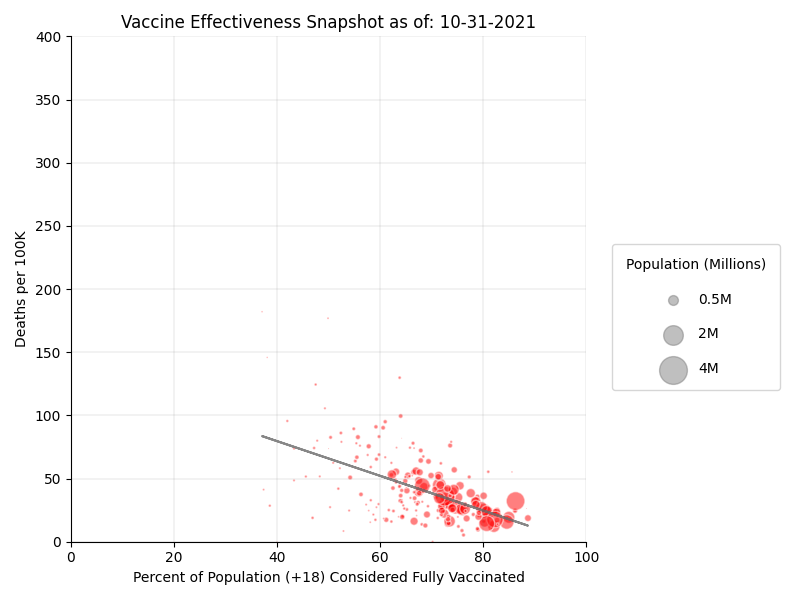 Vaccine Effectiveness Snapshot as of: 10-31-2021
400
350
300
250
200
150
100
50
0
Deaths per 100K
0 20 40 60 80 100
Percent of Population (+18) Considered Fully Vaccinated
Population (Millions)
0.5M
2M
4M